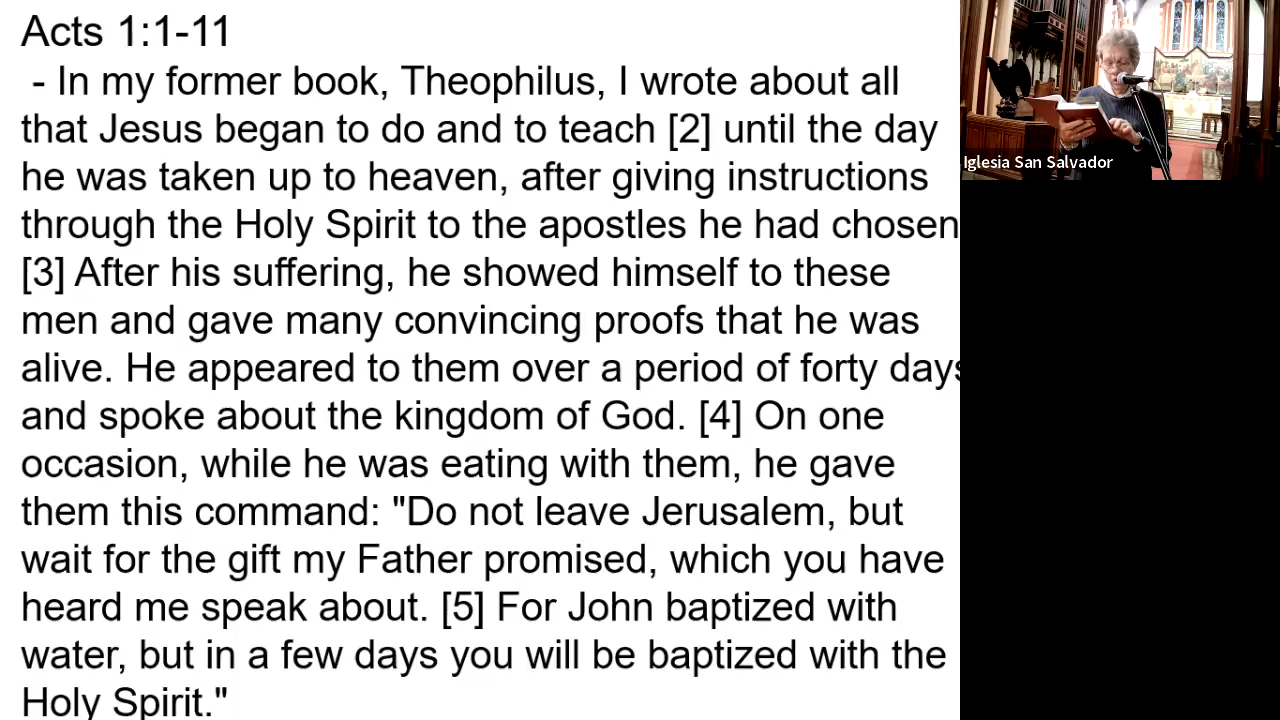 Acts 1:1-11
- In my former book, Theophilus, I wrote about all
that Jesus began to do and to teach [2] until the day
he was taken up to heaven, after giving instructions
through the Holy Spirit to the apostles he had chosen
[3] After his suffering, he showed himself to these
men and gave many convincing proofs that he was
alive. He appeared to them over a period of forty days
and spoke about the kingdom of God. [4] On one
occasion, while he was eating with them, he gave
them this command: "Do not leave Jerusalem, but
wait for the gift my Father promised, which you have
heard me speak about. [5] For John baptized with
water, but in a few days you will be baptized with the
Holy Spirit."
Iglesia San Salvador